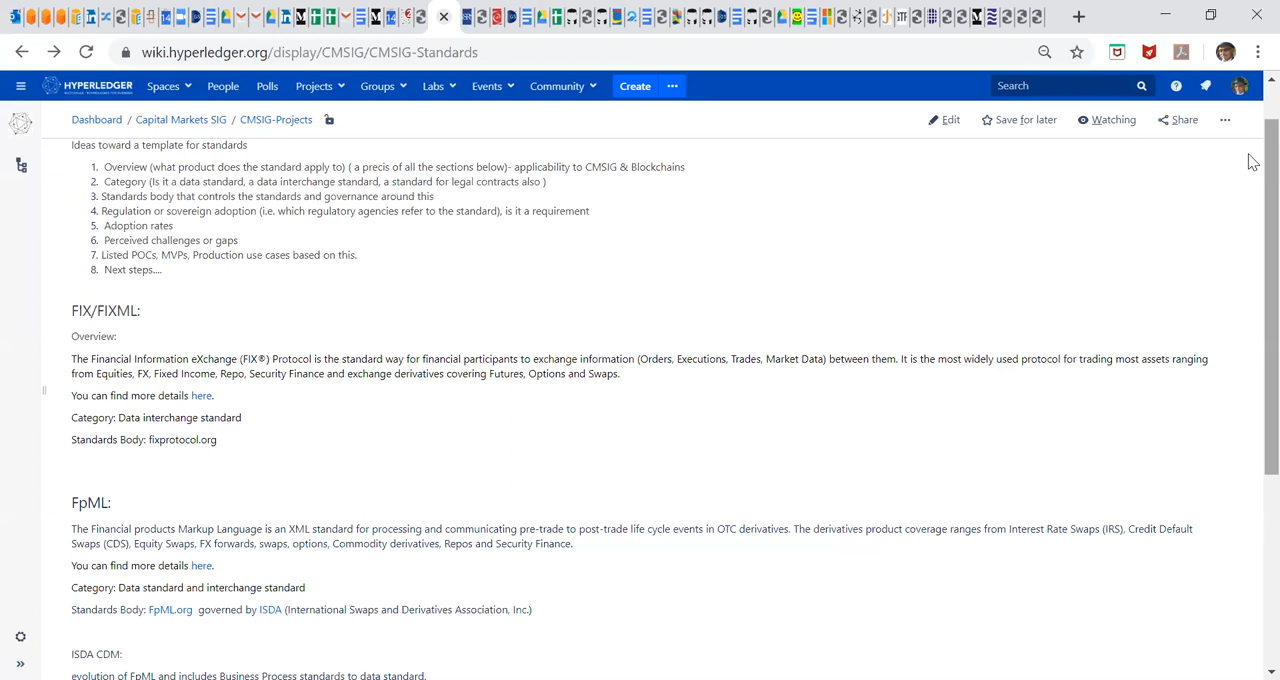 wiki.hyperledger.org/display/CMSIG/CMSIG-Standards
HYPERLEDGER Spaces People Polls Projects Groups Labs Events Community Create Search
Dashboard / Capital Markets SIG / CMSIG-Projects Edit Save for later Watching Share
Ideas toward a template for standards
1. Overview (what product does the standard apply to) ( a precis of all the sections below)- applicability to CMSIG & Blockchains
2. Category (Is it a data standard, a data interchange standard, a standard for legal contracts also )
3. Standards body that controls the standards and governance around this
4. Regulation or sovereign adoption (i.e. which regulatory agencies refer to the standard), is it a requirement
5. Adoption rates
6. Perceived challenges or gaps
7. Listed POCs, MVPs, Production use cases based on this.
8. Next steps....
FIX/FIXML:
Overview:
The Financial Information eXchange (FIX®) Protocol is the standard way for financial participants to exchange information (Orders, Executions, Trades, Market Data) between them. It is the most widely used protocol for trading most assets ranging
from Equities, FX, Fixed Income, Repo, Security Finance and exchange derivatives covering Futures, Options and Swaps.
You can find more details here.
Category: Data interchange standard
Standards Body: fixprotocol.org
FpML:
The Financial products Markup Language is an XML standard for processing and communicating pre-trade to post-trade life cycle events in OTC derivatives. The derivatives product coverage ranges from Interest Rate Swaps (IRS), Credit Default
Swaps (CDS), Equity Swaps, FX forwards, swaps, options, Commodity derivatives, Repos and Security Finance.
You can find more details here.
Category: Data standard and interchange standard
Standards Body: FpML.org governed by ISDA (International Swaps and Derivatives Association, Inc.)
ISDA CDM:
evolution of FpML and includes Business Process standards to data standard.